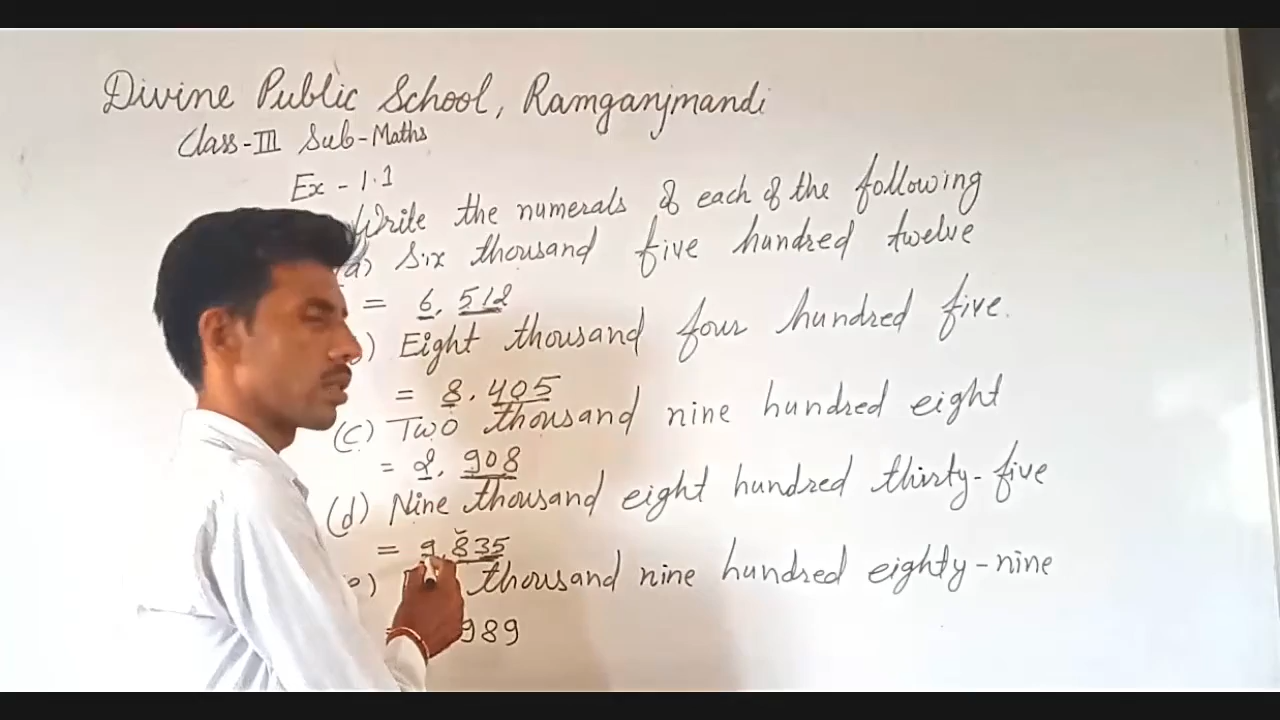 Divine Public School, Ramganjmandi
Class-III Sub-Maths
Ex - 1.1
Write the numerals of each of the following
(a) Six thousand five hundred twelve
= 6, 512
) Eight thousand four hundred five.
= 8, 405
(c) Two thousand nine hundred eight
= 2, 908
(d) Nine thousand eight hundred thirty-five
= 9,835
(e) thousand nine hundred eighty-nine
989